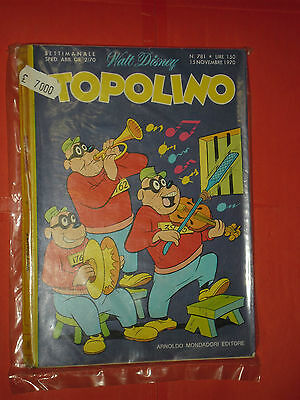 SETTIMANALE
SPED. ABB. GR. 2/70
Walt Disney
N. 781 • LIRE 150
15 NOVEMBRE 1970
£ 7.000
TOPOLINO
ARNOLDO MONDADORI EDITORE